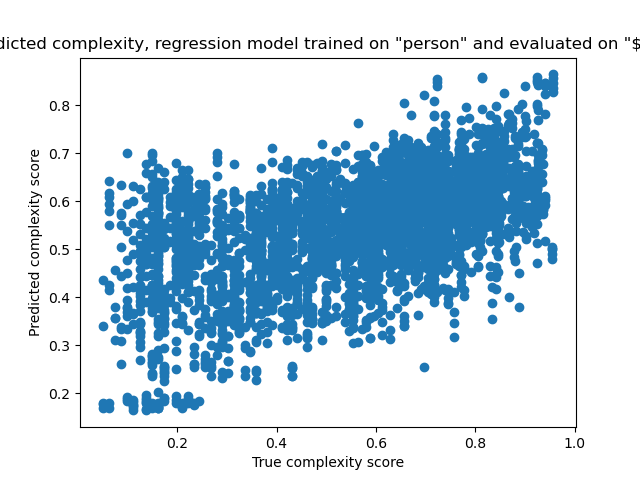 dicted complexity, regression model trained on "person" and evaluated on "$
0.8
0.7
0.6
0.5
0.4
0.3
0.2
Predicted complexity score
0.2 0.4 0.6 0.8 1.0
True complexity score